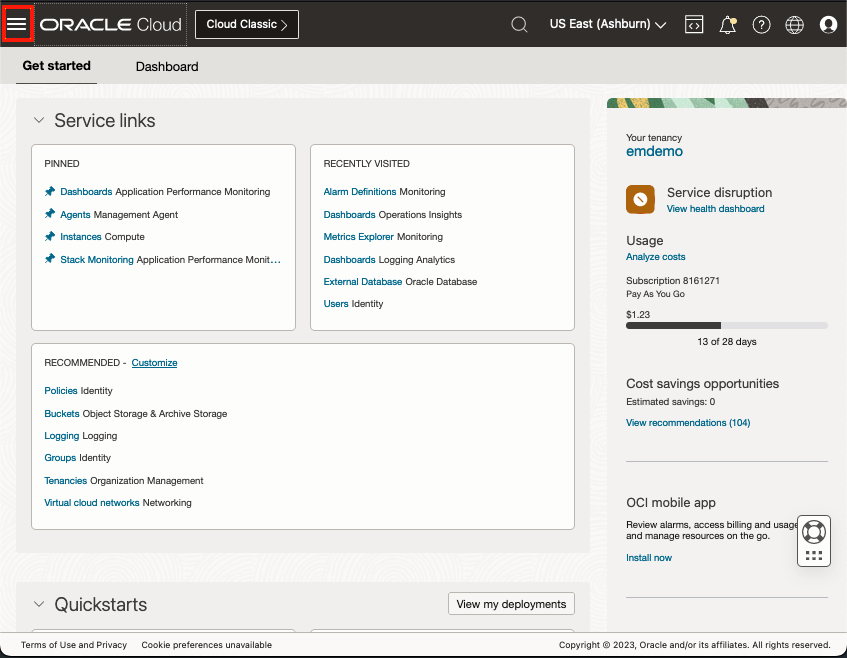 ORACLE Cloud
Cloud Classic
US East (Ashburn)
Get started
Dashboard
Service links
PINNED
Dashboards Application Performance Monitoring
Agents Management Agent
Instances Compute
Stack Monitoring Application Performance Monit...
RECENTLY VISITED
Alarm Definitions Monitoring
Dashboards Operations Insights
Metrics Explorer Monitoring
Dashboards Logging Analytics
External Database Oracle Database
Users Identity
RECOMMENDED - Customize
Policies Identity
Buckets Object Storage & Archive Storage
Logging Logging
Groups Identity
Tenancies Organization Management
Virtual cloud networks Networking
Quickstarts
View my deployments
Your tenancy
emdemo
Service disruption
View health dashboard
Usage
Analyze costs
Subscription 8161271
Pay As You Go
$1.23
13 of 28 days
Cost savings opportunities
Estimated savings: 0
View recommendations (104)
OCI mobile app
Review alarms, access billing and usage
and manage resources on the go.
Install now
Terms of Use and Privacy
Cookie preferences unavailable
Copyright © 2023, Oracle and/or its affiliates. All rights reserved.